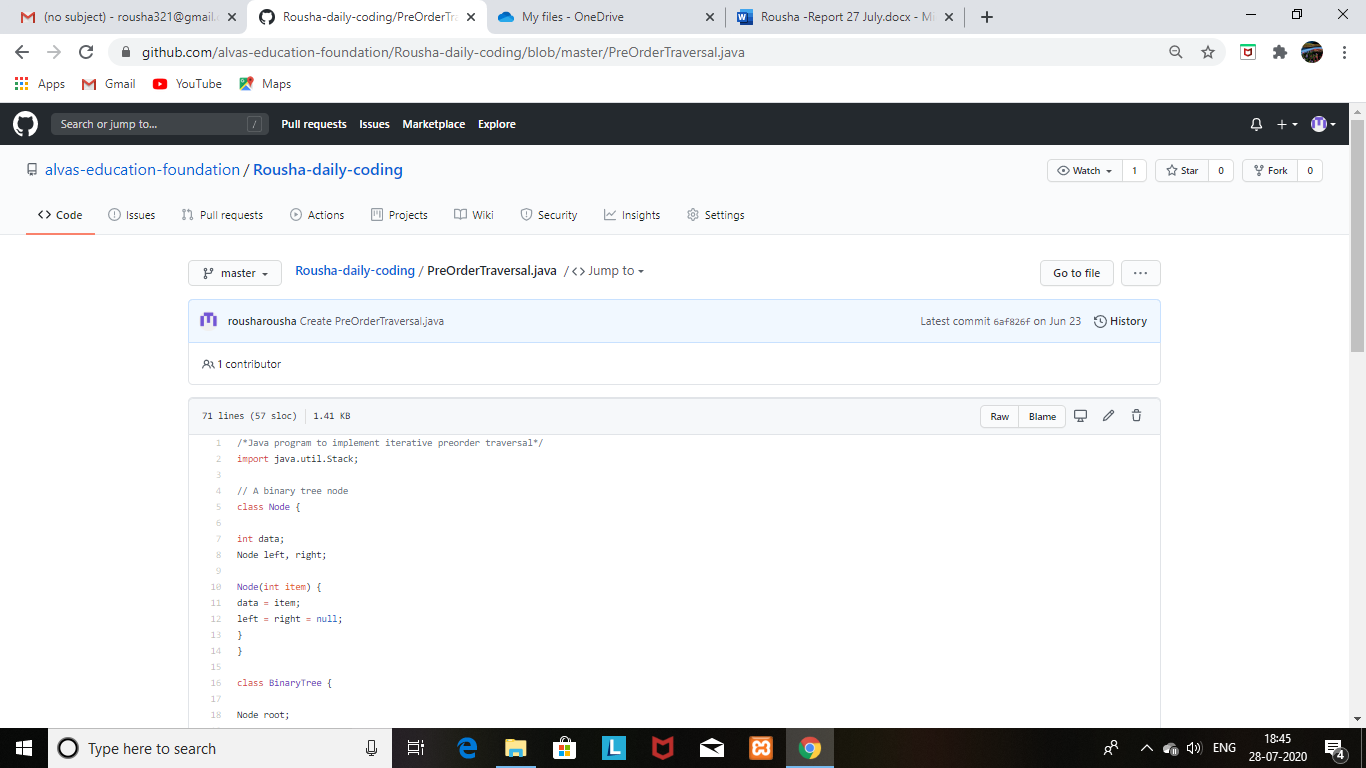 (no subject) - rousha321@gmail.
Rousha-daily-coding/PreOrderTra
My files - OneDrive
Rousha -Report 27 July.docx - Mi
github.com/alvas-education-foundation/Rousha-daily-coding/blob/master/PreOrderTraversal.java
Apps Gmail YouTube Maps
Search or jump to... / Pull requests Issues Marketplace Explore
alvas-education-foundation / Rousha-daily-coding
Watch 1 Star 0 Fork 0
Code Issues Pull requests Actions Projects Wiki Security Insights Settings
master Rousha-daily-coding / PreOrderTraversal.java / <> Jump to
Go to file ...
rousharousha Create PreOrderTraversal.java
Latest commit 6af826f on Jun 23 History
1 contributor
71 lines (57 sloc) 1.41 KB
Raw Blame
1 /*Java program to implement iterative preorder traversal*/
2 import java.util.Stack;
3
4 // A binary tree node
5 class Node {
6
7 int data;
8 Node left, right;
9
10 Node(int item) {
11 data = item;
12 left = right = null;
13 }
14 }
15
16 class BinaryTree {
17
18 Node root;
Type here to search
L
ENG
18:45
28-07-2020
4